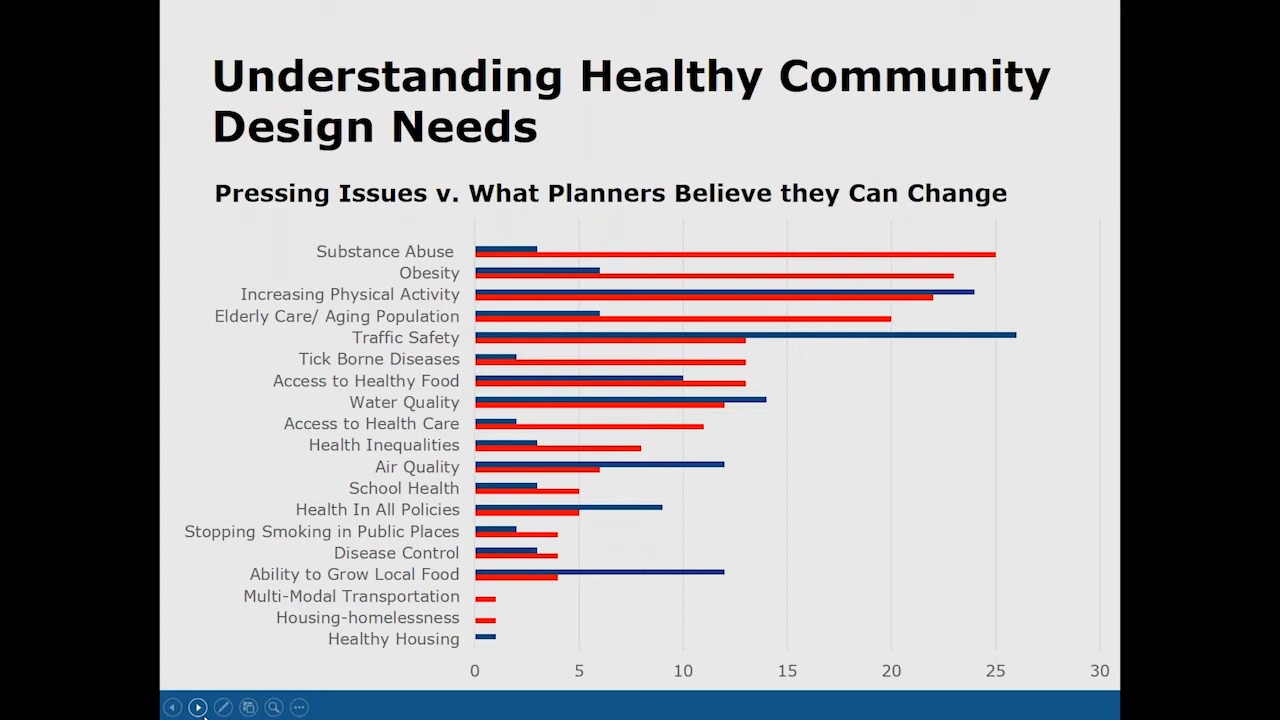 Understanding Healthy Community
Design Needs
Pressing Issues v. What Planners Believe they Can Change
Substance Abuse
Obesity
Increasing Physical Activity
Elderly Care/ Aging Population
Traffic Safety
Tick Borne Diseases
Access to Healthy Food
Water Quality
Access to Health Care
Health Inequalities
Air Quality
School Health
Health In All Policies
Stopping Smoking in Public Places
Disease Control
Ability to Grow Local Food
Multi-Modal Transportation
Housing-homelessness
Healthy Housing
0 5 10 15 20 25 30